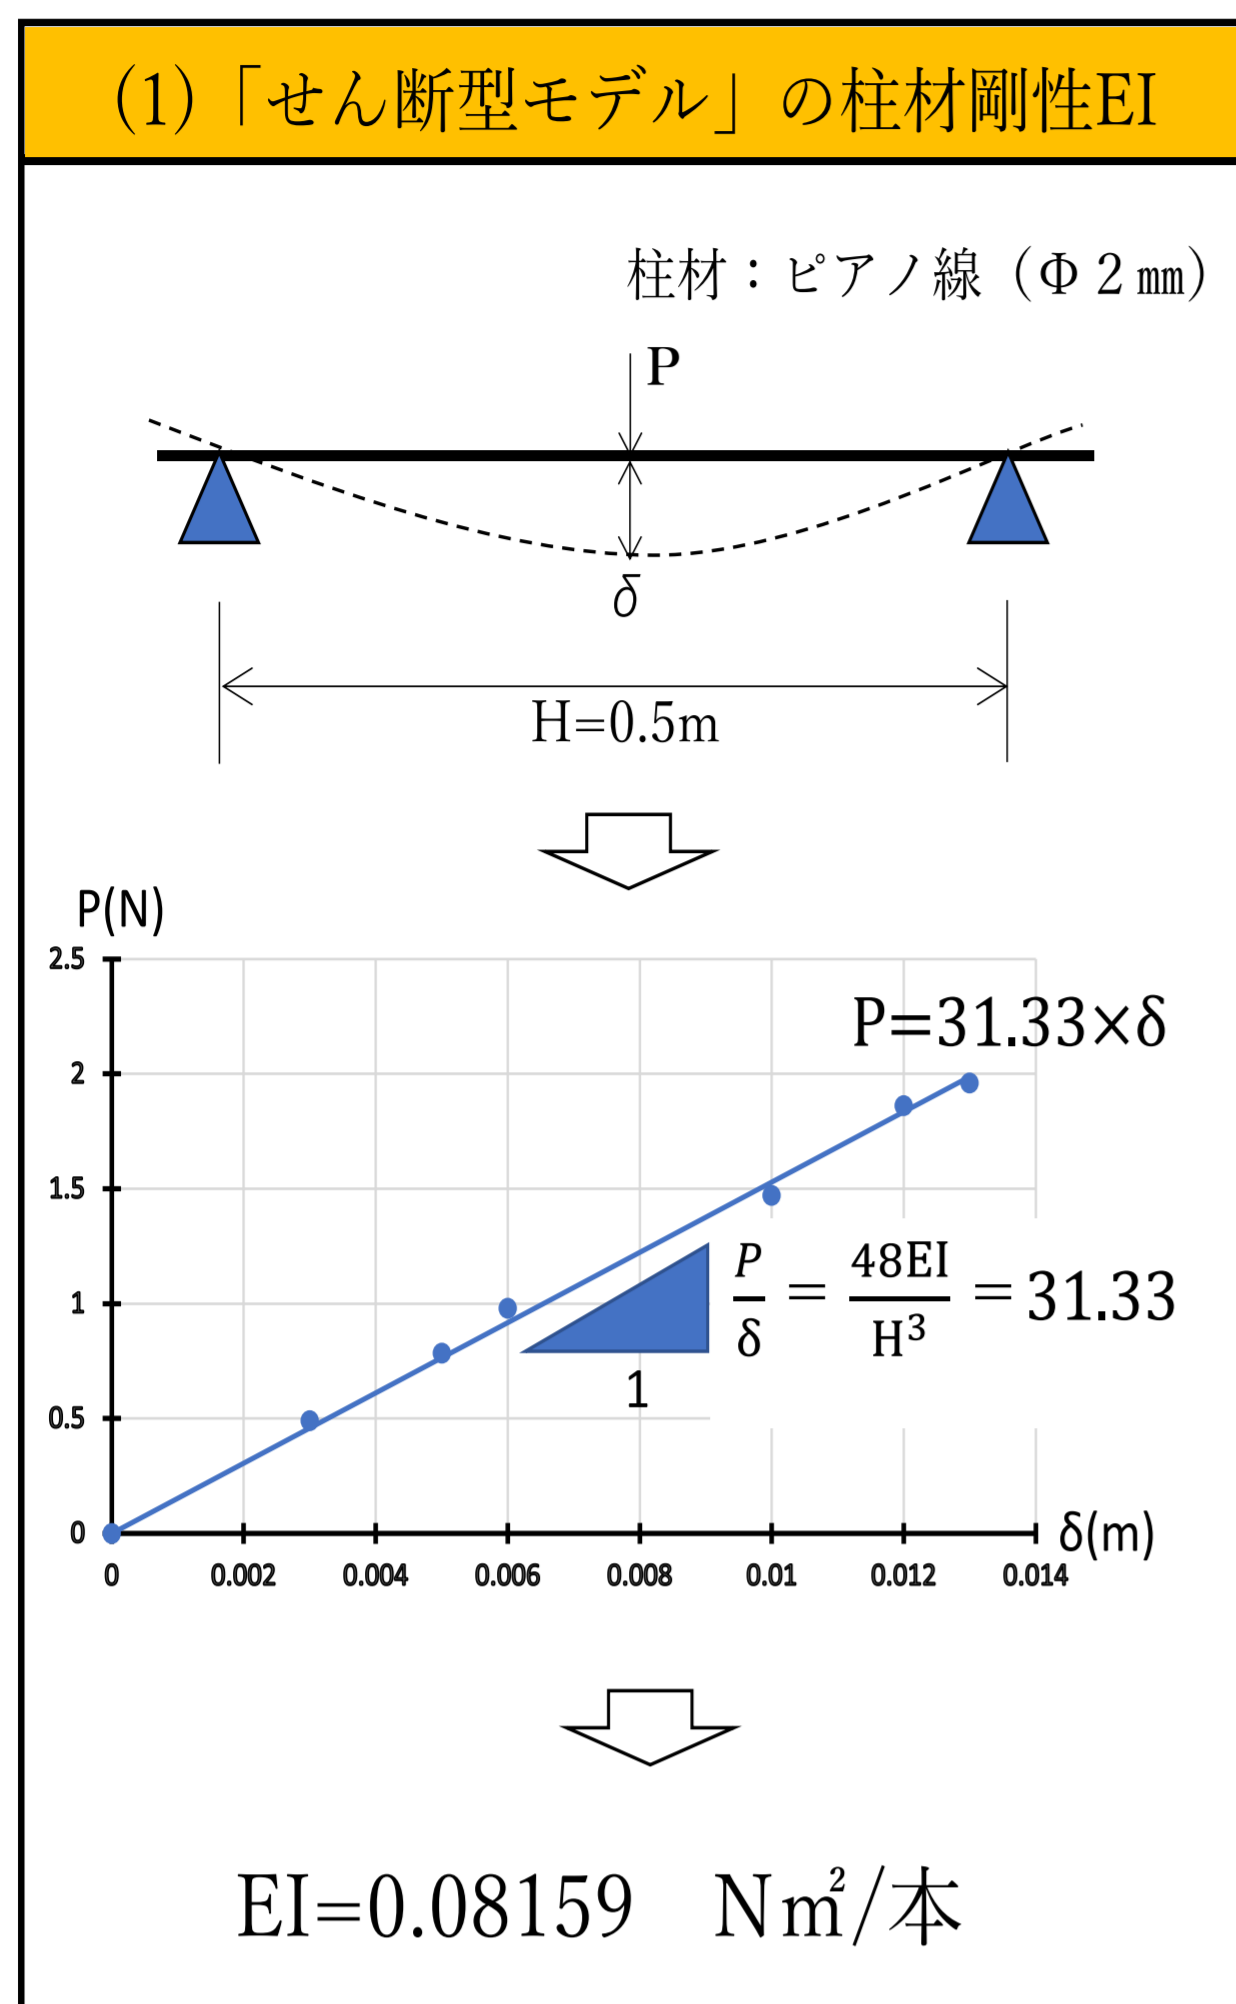 (1)「せん断型モデル」の柱材剛性EI
柱材：ピアノ線（Φ２㎜）
P
δ
H=0.5m
P(N)
2.5
2
1.5
1
0.5
0
P=31.33×δ
P/δ = 48EI/H³ = 31.33
1
0 0.002 0.004 0.006 0.008 0.01 0.012 0.014
δ(m)
EI=0.08159　N㎡/本